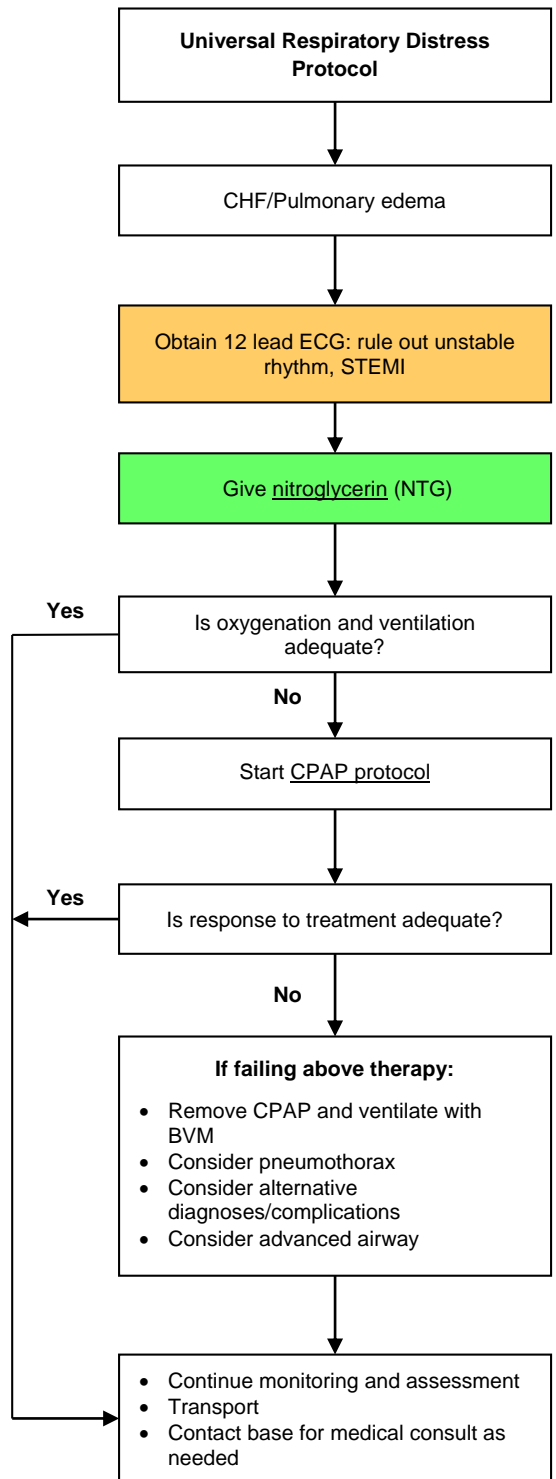 Universal Respiratory Distress
Protocol
CHF/Pulmonary edema
Obtain 12 lead ECG: rule out unstable
rhythm, STEMI
Give nitroglycerin (NTG)
Yes
Is oxygenation and ventilation
adequate?
No
Start CPAP protocol
Yes
Is response to treatment adequate?
No
If failing above therapy:
• Remove CPAP and ventilate with
BVM
• Consider pneumothorax
• Consider alternative
diagnoses/complications
• Consider advanced airway
• Continue monitoring and assessment
• Transport
• Contact base for medical consult as
needed